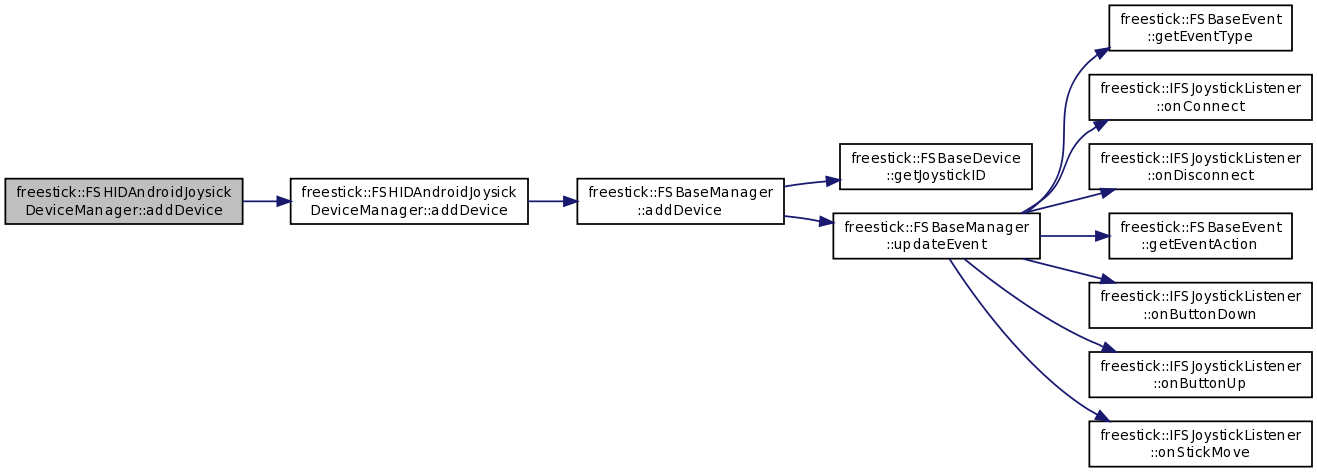 freestick::FSHIDAndroidJoysick
DeviceManager::addDevice
freestick::FSHIDAndroidJoysick
DeviceManager::addDevice
freestick::FSBaseManager
::addDevice
freestick::FSBaseDevice
::getJoystickID
freestick::FSBaseManager
::updateEvent
freestick::FSBaseEvent
::getEventType
freestick::IFSJoystickListener
::onConnect
freestick::IFSJoystickListener
::onDisconnect
freestick::FSBaseEvent
::getEventAction
freestick::IFSJoystickListener
::onButtonDown
freestick::IFSJoystickListener
::onButtonUp
freestick::IFSJoystickListener
::onStickMove